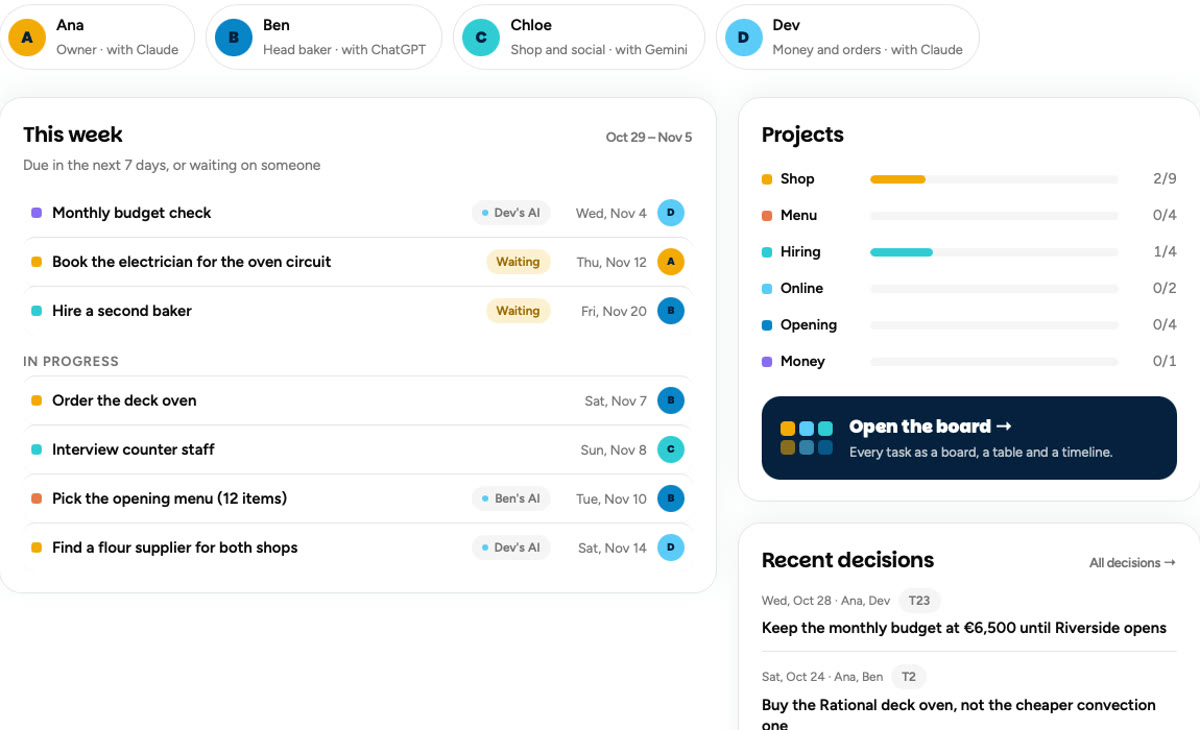 A
Ana
Owner · with Claude
B
Ben
Head baker · with ChatGPT
C
Chloe
Shop and social · with Gemini
D
Dev
Money and orders · with Claude
This week
Oct 29 – Nov 5
Due in the next 7 days, or waiting on someone
Monthly budget check Dev's AI Wed, Nov 4 D
Book the electrician for the oven circuit Waiting Thu, Nov 12 A
Hire a second baker Waiting Fri, Nov 20 B
IN PROGRESS
Order the deck oven Sat, Nov 7 B
Interview counter staff Sun, Nov 8 C
Pick the opening menu (12 items) Ben's AI Tue, Nov 10 B
Find a flour supplier for both shops Dev's AI Sat, Nov 14 D
Projects
Shop 2/9
Menu 0/4
Hiring 1/4
Online 0/2
Opening 0/4
Money 0/1
Open the board →
Every task as a board, a table and a timeline.
Recent decisions
All decisions →
Wed, Oct 28 · Ana, Dev T23
Keep the monthly budget at €6,500 until Riverside opens
Sat, Oct 24 · Ana, Ben T2
Buy the Rational deck oven, not the cheaper convection
one